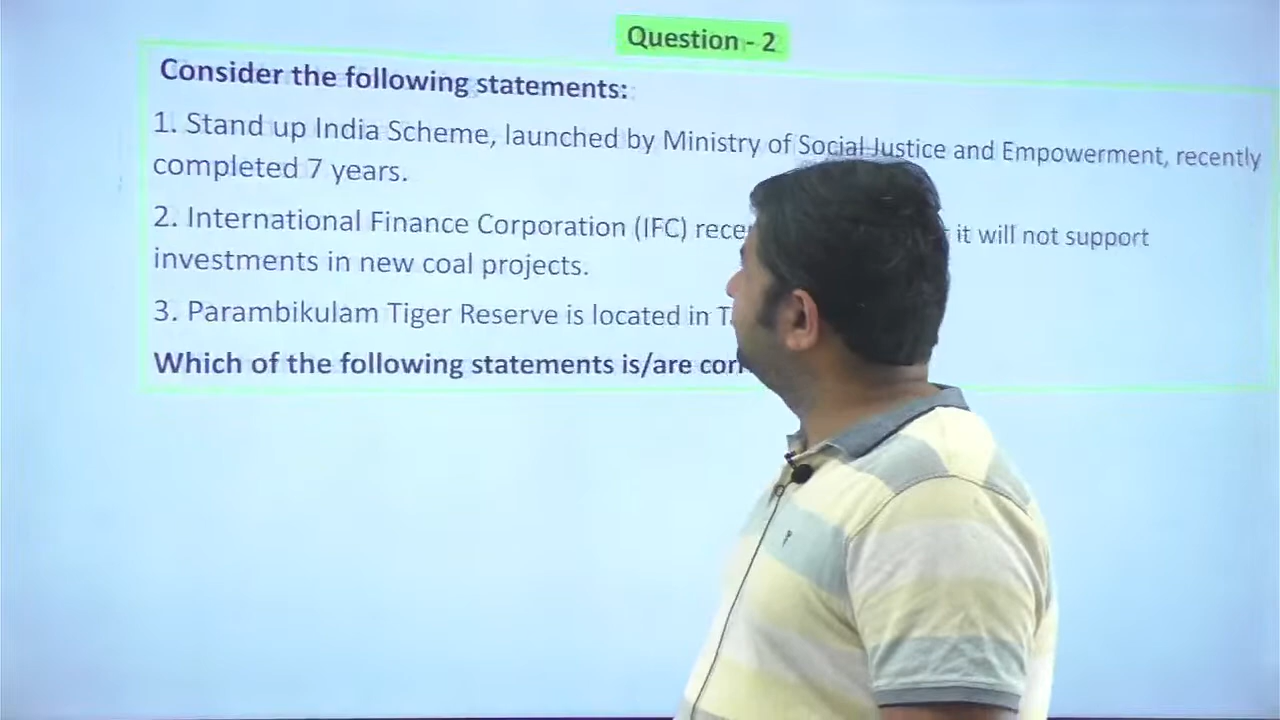 Question - 2
Consider the following statements:
1. Stand up India Scheme, launched by Ministry of Social Justice and Empowerment, recently
completed 7 years.
2. International Finance Corporation (IFC) it will not support
investments in new coal projects.
3. Parambikulam Tiger Reserve is located in
Which of the following statements is/are